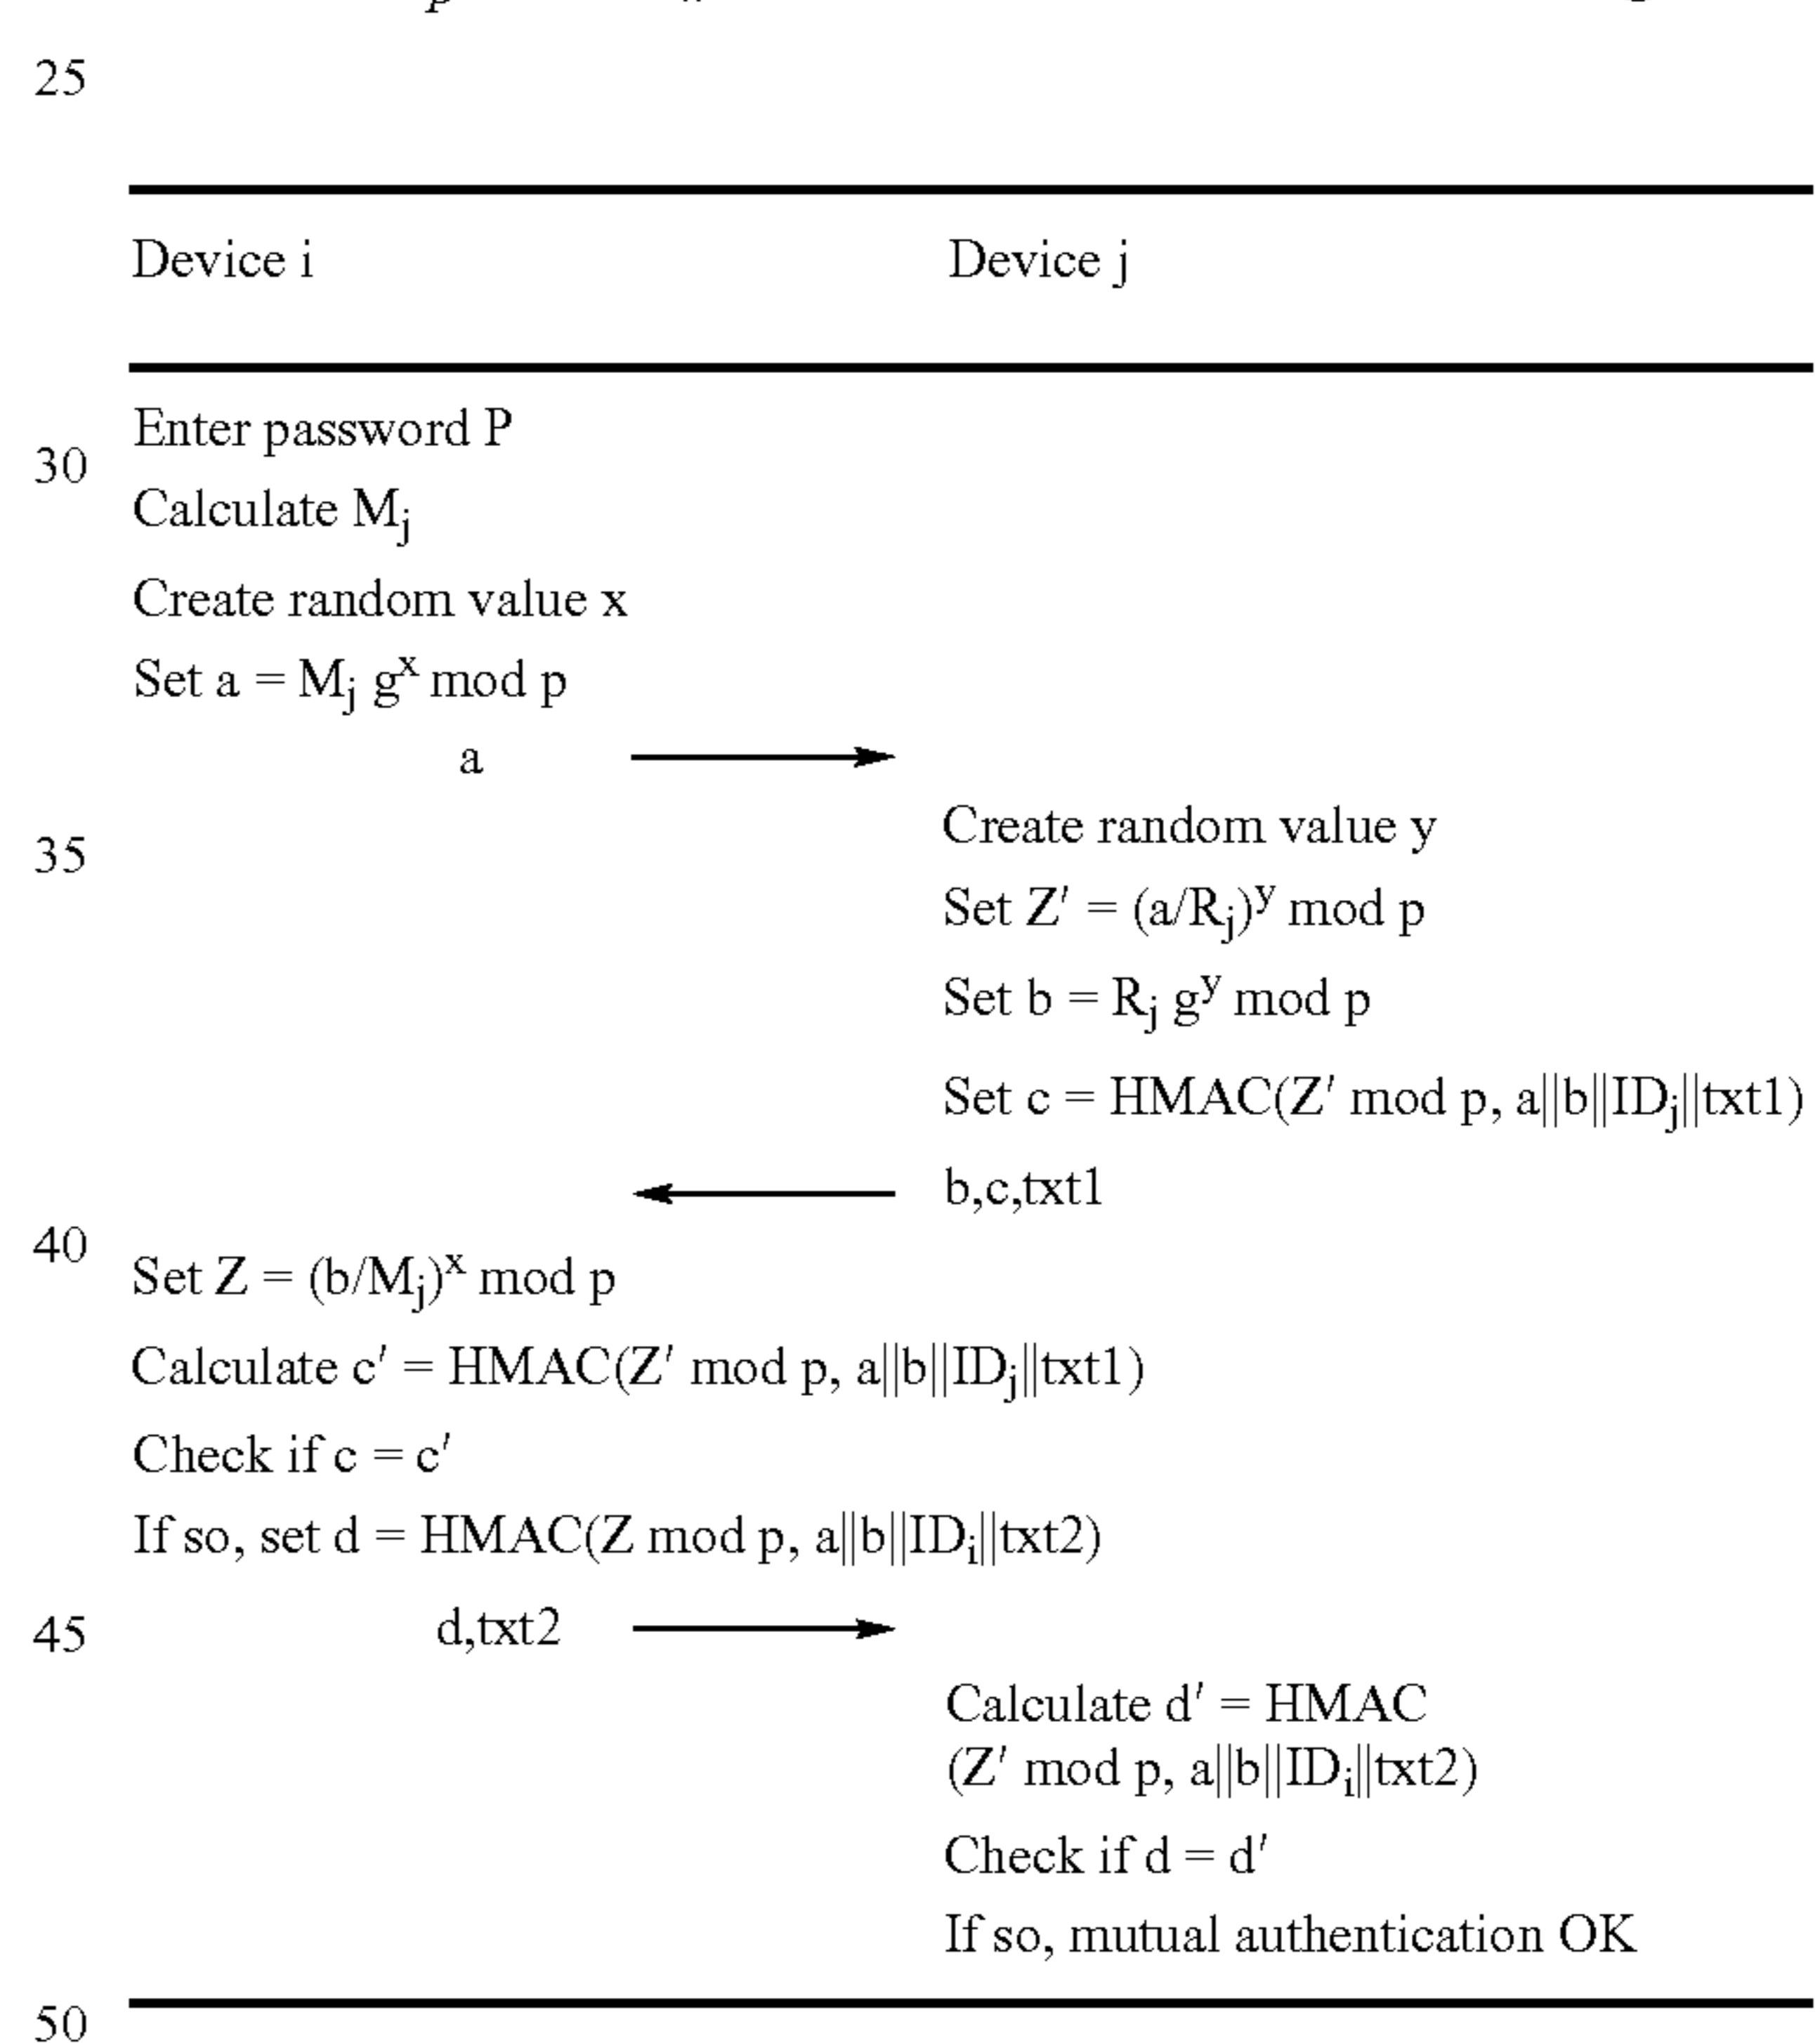 25
Device i Device j
Enter password P
30
Calculate Mj
Create random value x
Set a = Mj g^x mod p
a
Create random value y
35
Set Z′ = (a/Rj)^y mod p
Set b = Rj g^y mod p
Set c = HMAC(Z′ mod p, a||b||IDj||txt1)
b,c,txt1
40
Set Z = (b/Mj)^x mod p
Calculate c′ = HMAC(Z′ mod p, a||b||IDj||txt1)
Check if c = c′
If so, set d = HMAC(Z mod p, a||b||IDi||txt2)
45
d,txt2
Calculate d′ = HMAC
(Z′ mod p, a||b||IDi||txt2)
Check if d = d′
If so, mutual authentication OK
50